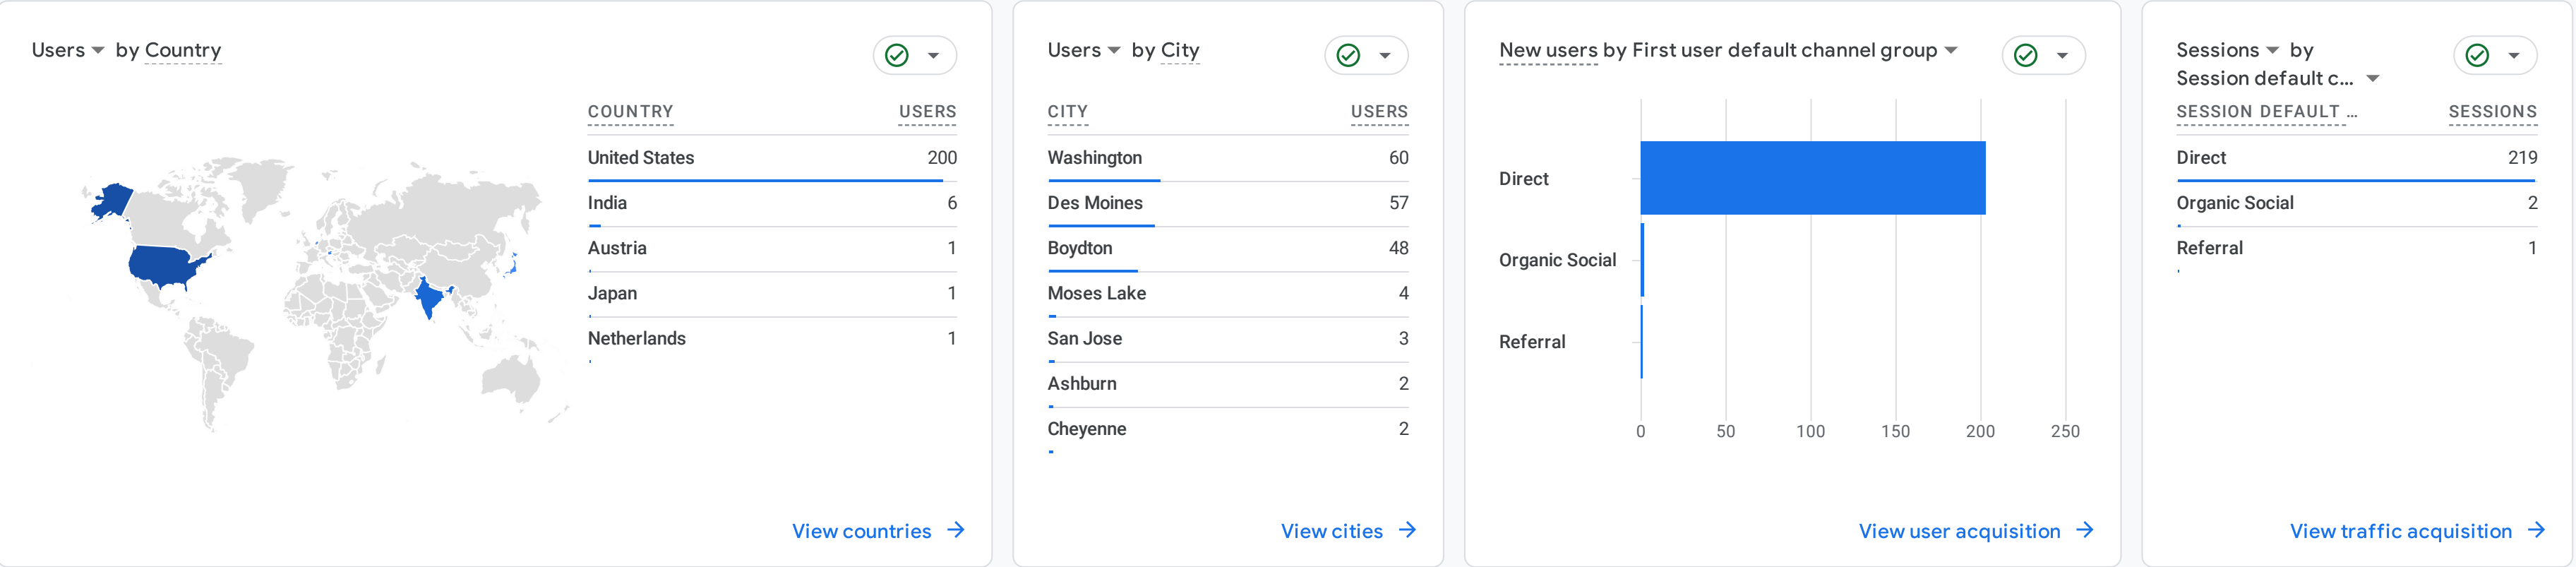 Users by Country
COUNTRY USERS
United States 200
India 6
Austria 1
Japan 1
Netherlands 1
View countries
Users by City
CITY USERS
Washington 60
Des Moines 57
Boydton 48
Moses Lake 4
San Jose 3
Ashburn 2
Cheyenne 2
View cities
New users by First user default channel group
Direct
Organic Social
Referral
0 50 100 150 200 250
View user acquisition
Sessions by
Session default c...
SESSION DEFAULT ... SESSIONS
Direct 219
Organic Social 2
Referral 1
View traffic acquisition